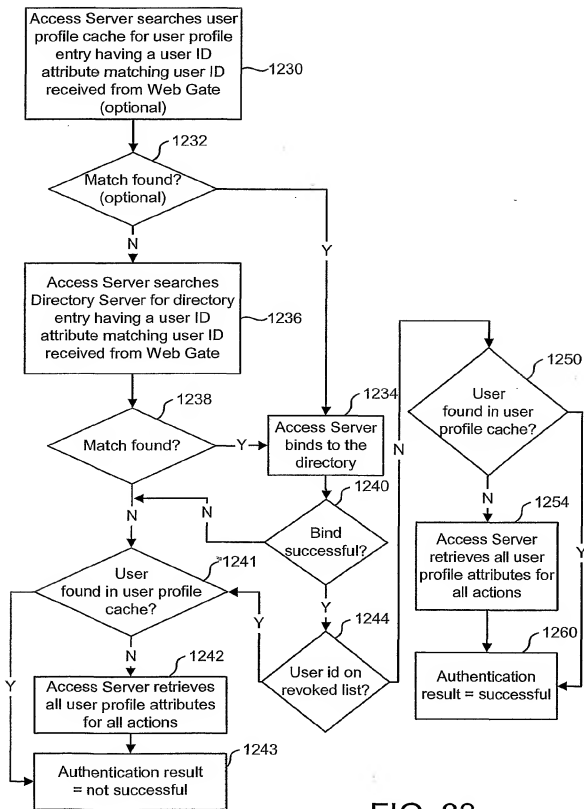 Access Server searches user
profile cache for user profile
entry having a user ID
attribute matching user ID
received from Web Gate
(optional)
1230
1232
Match found?
(optional)
N
Y
Access Server searches
Directory Server for directory
entry having a user ID
attribute matching user ID
received from Web Gate
1236
1238
Match found?
Y
N
1234
Access Server
binds to the
directory
1240
Bind
successful?
N
Y
1241
User
found in user profile
cache?
Y
N
1244
User id on
revoked list?
Y
N
1242
Access Server retrieves
all user profile attributes
for all actions
1243
Authentication result
= not successful
1250
User
found in user
profile cache?
N
Y
1254
Access Server
retrieves all user
profile attributes for
all actions
1260
Authentication
result = successful